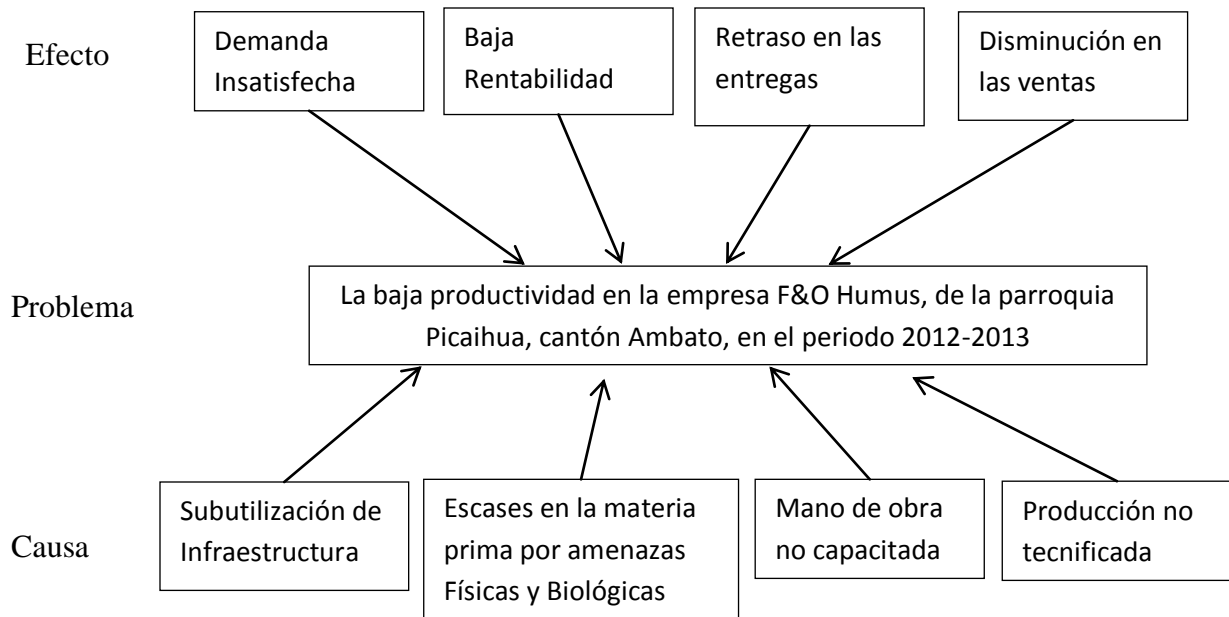 Efecto
Demanda
Insatisfecha
Baja
Rentabilidad
Retraso en las
entregas
Disminución en
las ventas
Problema
La baja productividad en la empresa F&O Humus, de la parroquia
Picaihua, cantón Ambato, en el periodo 2012-2013
Causa
Subutilización de
Infraestructura
Escases en la materia
prima por amenazas
Físicas y Biológicas
Mano de obra
no capacitada
Producción no
tecnificada